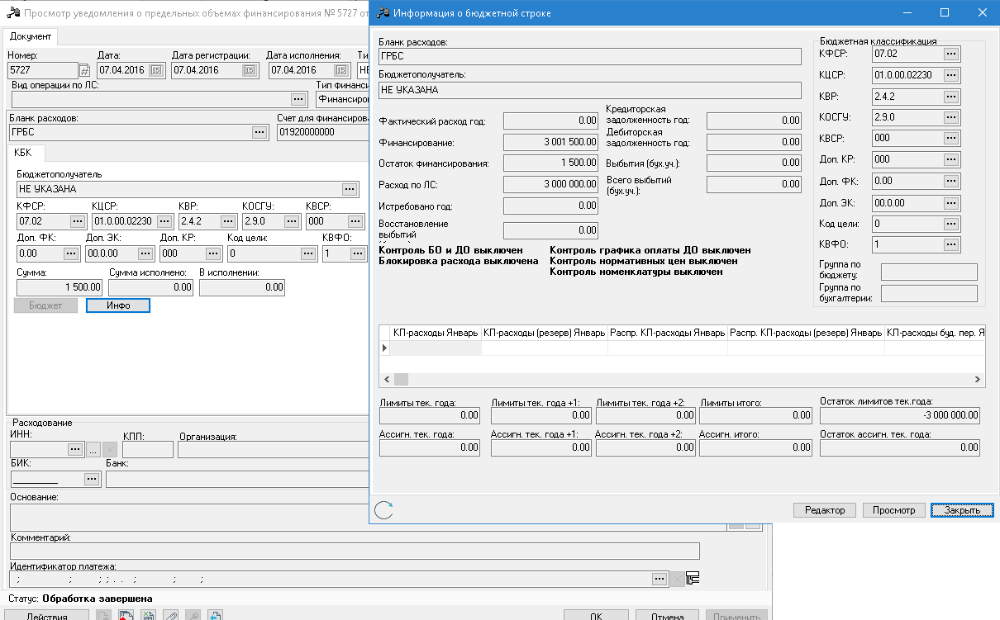 Просмотр уведомления о предельных объемах финансирования № 5727 от
Документ
Номер: Дата: Дата регистрации: Дата исполнения:
5727 07.04.2016 07.04.2016 07.04.2016
Вид операции по ЛС: Тип финанси
Финансиров
Бланк расходов: Счет для финансирова
ГРБС 01920000000
КБК
Бюджетополучатель
НЕ УКАЗАНА
КФСР: КЦСР: КВР: КОСГУ: КВСР:
07.02 01.0.00.02230 2.4.2 2.9.0 000
Доп. ФК: Доп. ЭК: Доп. КР: Код цели: КВФО:
0.00 00.0.00 000 0 1
Сумма: Сумма исполнено: В исполнении:
1 500.00 0.00 0.00
Бюджет Инфо
Расходование
ИНН: КПП: Организация:
БИК: Банк:
Основание:
Комментарий:
Идентификатор платежа:
; ; ; ; . . ; ; ;
Статус: Обработка завершена
Действия OK Отмена Применить
Информация о бюджетной строке
Бланк расходов:
ГРБС
Бюджетополучатель:
НЕ УКАЗАНА
Фактический расход год: 0.00 Кредиторская задолженность год: 0.00
Финансирование: 3 001 500.00 Дебиторская задолженность год: 0.00
Остаток финансирования: 1 500.00 Выбытия (бух.уч.): 0.00
Расход по ЛС: 3 000 000.00 Всего выбытий (бух.уч.): 0.00
Истребовано год: 0.00
Восстановление выбытий 0.00
Контроль БО и ДО выключен Контроль графика оплаты ДО выключен
Блокировка расхода выключена Контроль нормативных цен выключен
Контроль номенклатуры выключен
Бюджетная классификация
КФСР: 07.02
КЦСР: 01.0.00.02230
КВР: 2.4.2
КОСГУ: 2.9.0
КВСР: 000
Доп. КР: 000
Доп. ФК: 0.00
Доп. ЭК: 00.0.00
Код цели: 0
КВФО: 1
Группа по бюджету:
Группа по бухгалтерии:
КП-расходы Январь КП-расходы (резерв) Январь Распр. КП-расходы Январь Распр. КП-расходы (резерв) Январь КП-расходы буд. пер. Я
Лимиты тек. года: Лимиты тек. года +1: Лимиты тек. года +2: Лимиты итого: Остаток лимитов тек.года:
0.00 0.00 0.00 0.00 -3 000 000.00
Ассигн. тек. года: Ассигн. тек. года +1: Ассигн. тек. года +2: Ассигн. итого: Остаток ассигн. тек. года:
0.00 0.00 0.00 0.00 0.00
Редактор Просмотр Закрыть